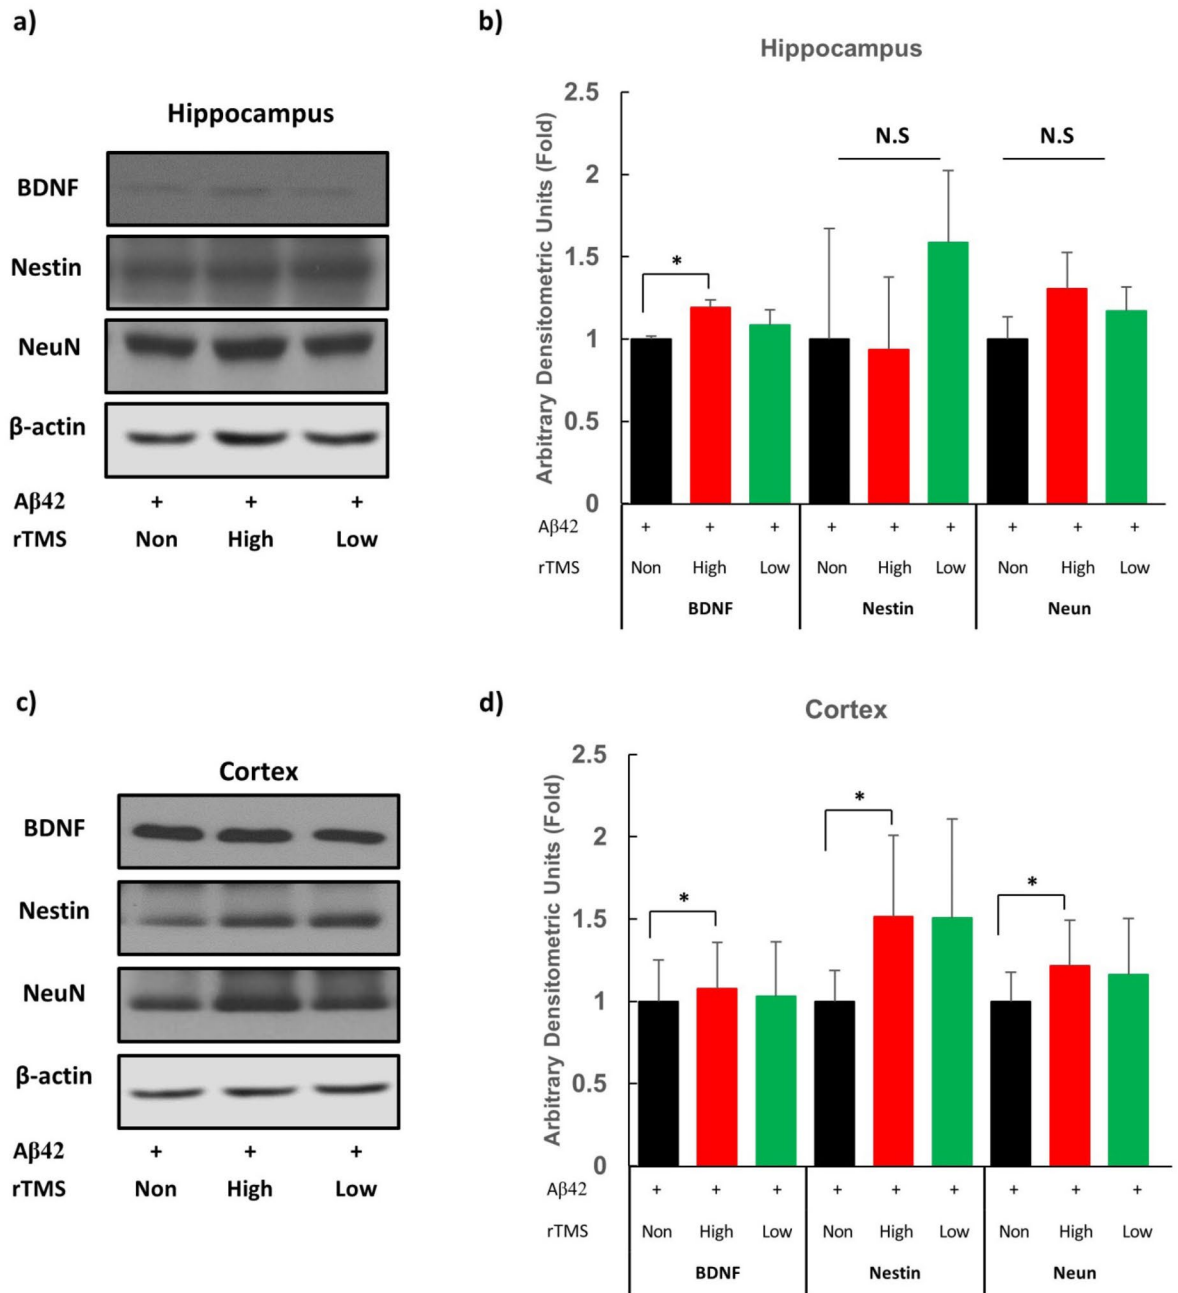 a)
Hippocampus
BDNF
Nestin
NeuN
β-actin
Aβ42 + + +
rTMS Non High Low
b)
Hippocampus
Arbitrary Densitometric Units (Fold)
2.5
2
1.5
1
0.5
0
*
N.S
N.S
Aβ42 + + + + + + + + +
rTMS Non High Low Non High Low Non High Low
BDNF Nestin Neun
c)
Cortex
BDNF
Nestin
NeuN
β-actin
Aβ42 + + +
rTMS Non High Low
d)
Cortex
Arbitrary Densitometric Units (Fold)
2.5
2
1.5
1
0.5
0
*
*
*
Aβ42 + + + + + + + + +
rTMS Non High Low Non High Low Non High Low
BDNF Nestin Neun